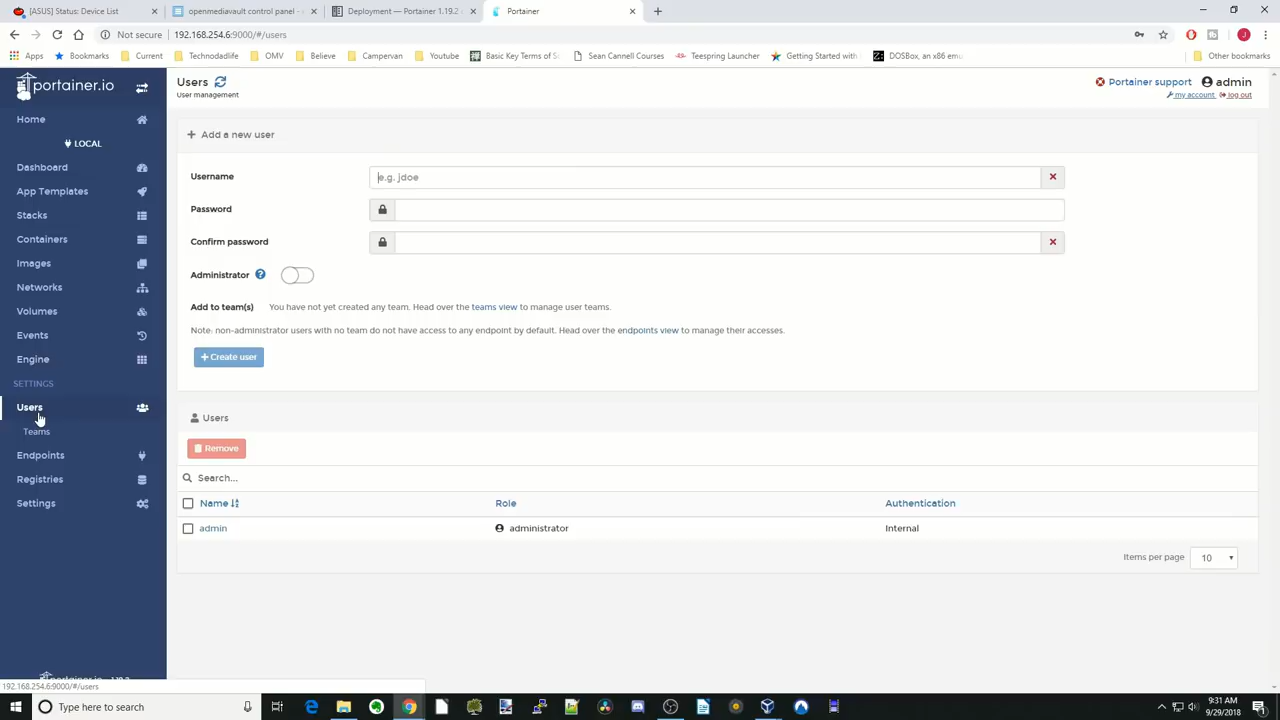 [ASUS] Status: Device List
openmediavault control panel - x
Deployment — Portainer 1.19.2
Portainer
Not secure
192.168.254.6:9000/#/users
Apps
Bookmarks
Current
Technodadlife
OMV
Believe
Campervan
Youtube
Basic Key Terms of S
Sean Cannell Courses
Teespring Launcher
Getting Started with
DOSBox, an x86 emu
Other bookmarks
portainer.io
Users
User management
Portainer support
admin
my account
log out
Home
LOCAL
Dashboard
App Templates
Stacks
Containers
Images
Networks
Volumes
Events
Engine
SETTINGS
Users
Teams
Endpoints
Registries
Settings
Add a new user
Username
e.g. jdoe
Password
Confirm password
Administrator
Add to team(s)
You have not yet created any team. Head over the teams view to manage user teams.
Note: non-administrator users with no team do not have access to any endpoint by default. Head over the endpoints view to manage their accesses.
Create user
Users
Remove
Search...
Name
Role
Authentication
admin
administrator
Internal
Items per page
10
192.168.254.6:9000/#/users
Type here to search
9:31 AM
9/29/2018